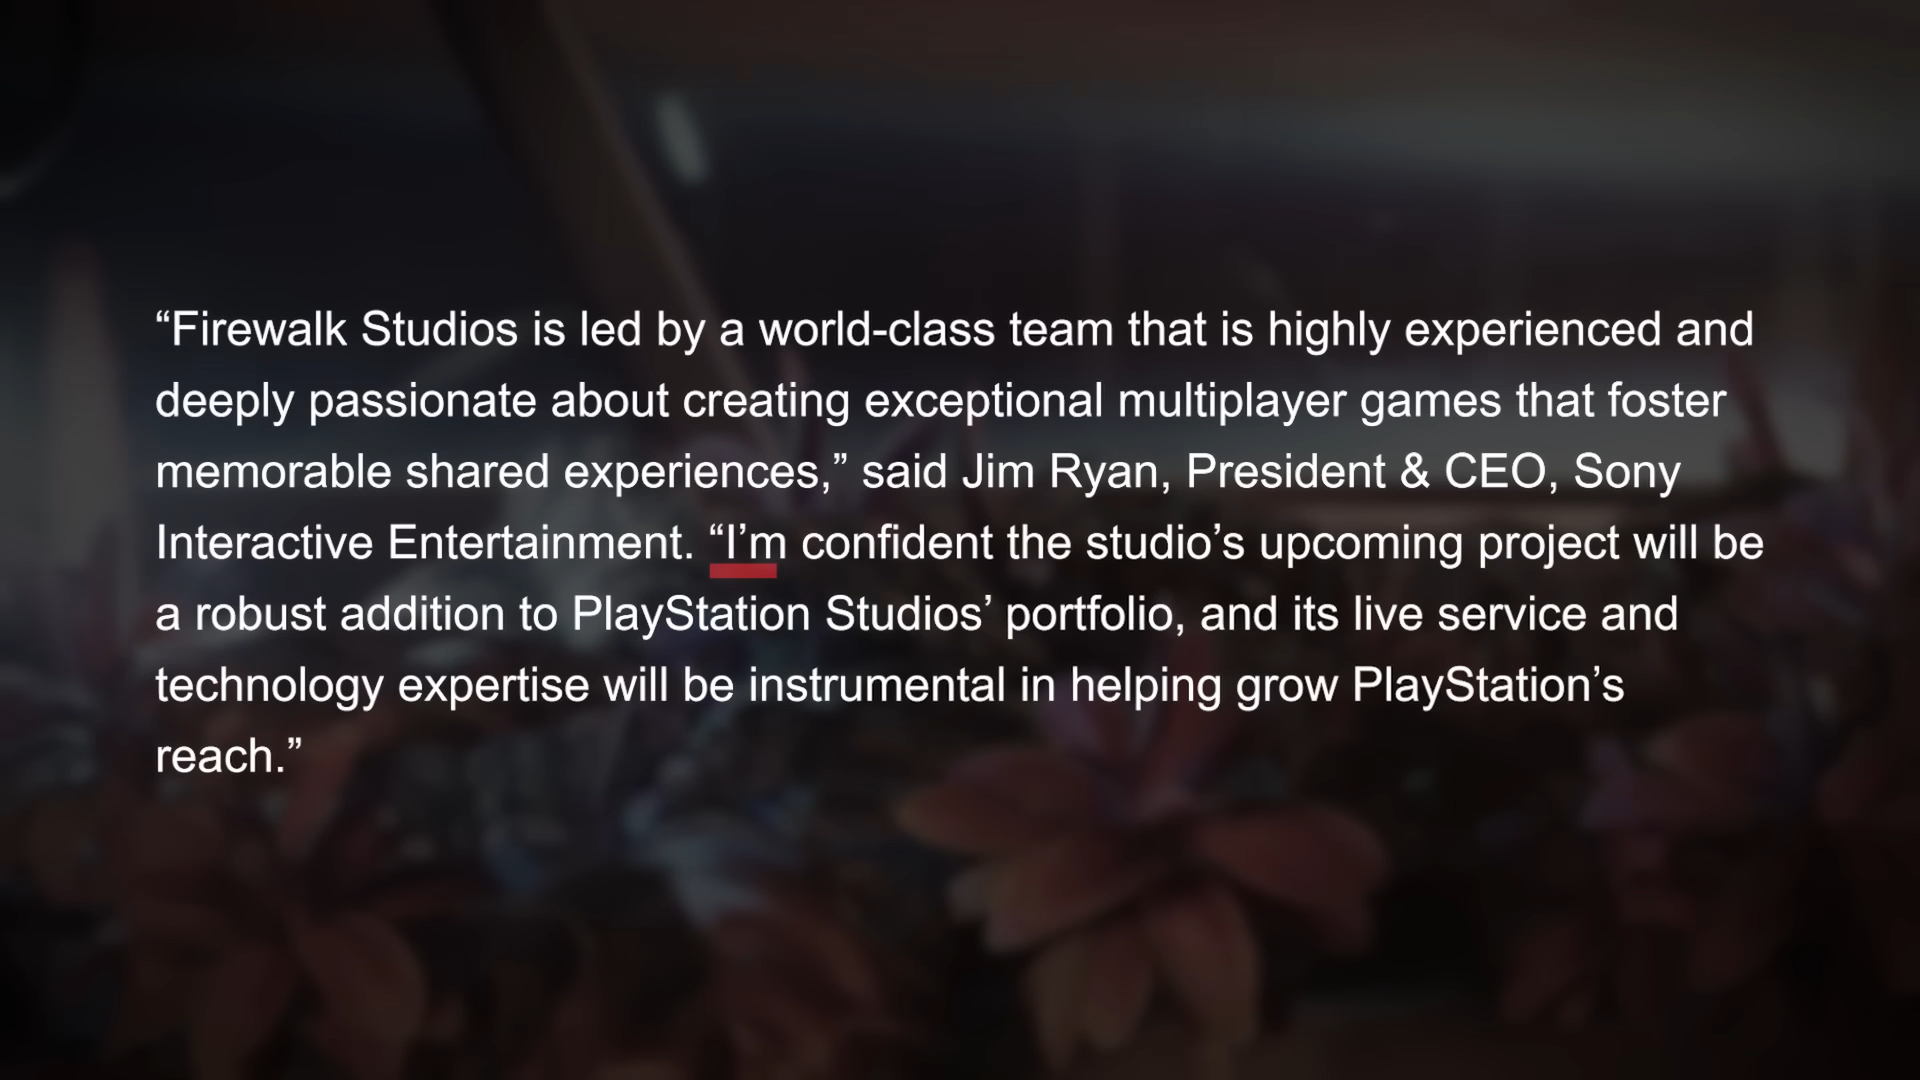 “Firewalk Studios is led by a world-class team that is highly experienced and
deeply passionate about creating exceptional multiplayer games that foster
memorable shared experiences,” said Jim Ryan, President & CEO, Sony
Interactive Entertainment. “I’m confident the studio’s upcoming project will be
a robust addition to PlayStation Studios’ portfolio, and its live service and
technology expertise will be instrumental in helping grow PlayStation’s
reach.”